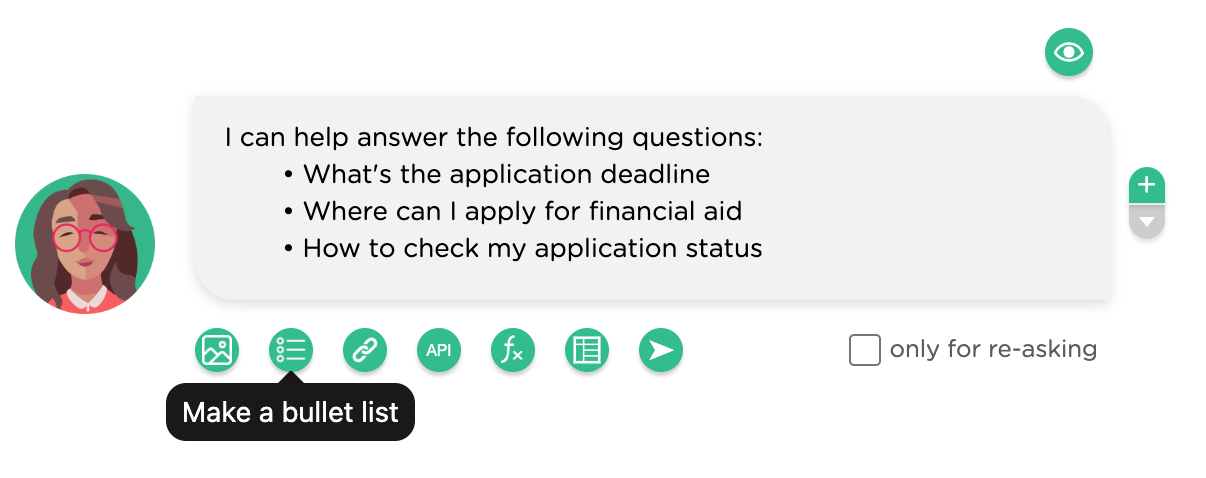 I can help answer the following questions:
• What's the application deadline
• Where can I apply for financial aid
• How to check my application status
API
fx
only for re-asking
Make a bullet list